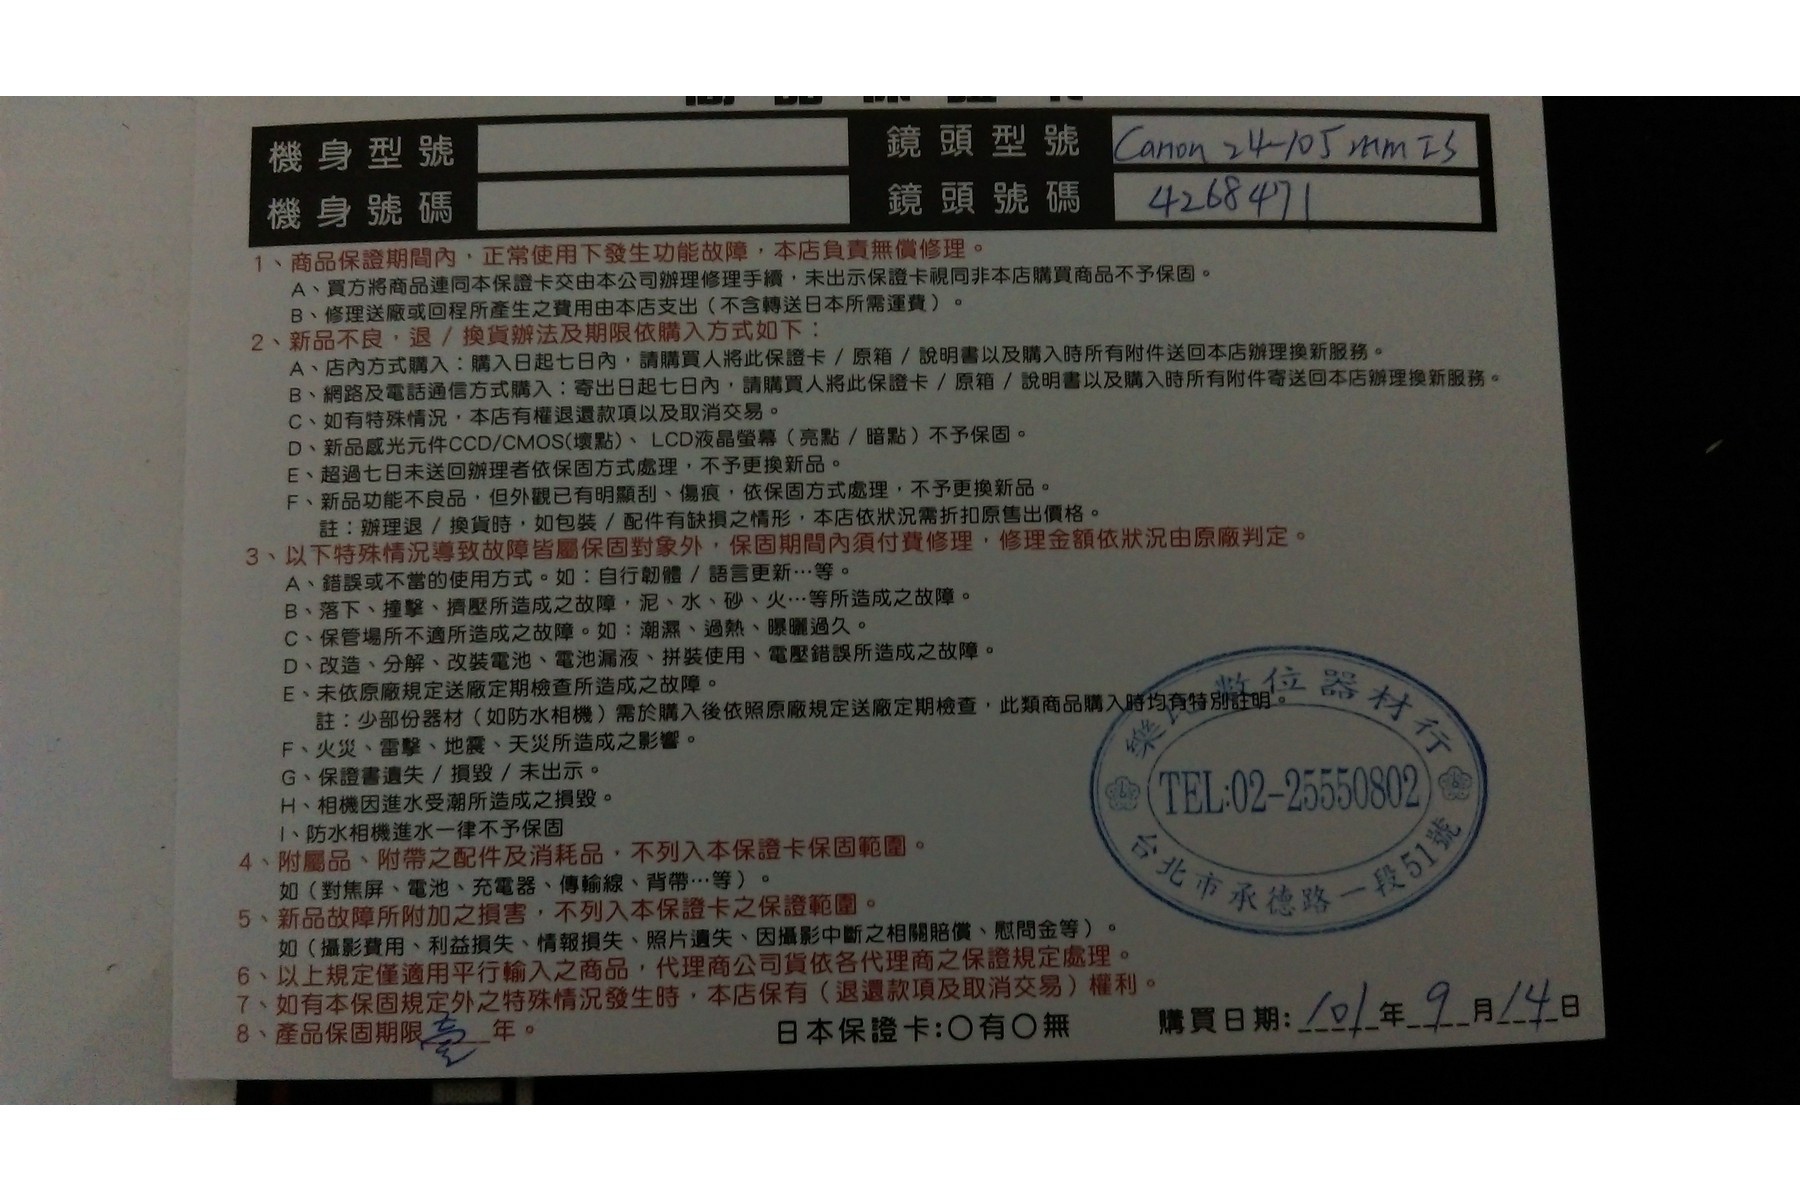 機身型號 鏡頭型號 Canon 24-105mm IS
機身號碼 鏡頭號碼 4268471
1、商品保證期間內，正常使用下發生功能故障，本店負責無償修理。
A、買方將商品連同本保證卡交由本公司辦理修理手續，未出示保證卡視同非本店購買商品不予保固。
B、修理送廠或回程所產生之費用由本店支出（不含轉送日本所需運費）。
2、新品不良，退 / 換貨辦法及期限依購入方式如下：
A、店內方式購入：購入日起七日內，請購買人將此保證卡 / 原箱 / 說明書以及購入時所有附件送回本店辦理換新服務。
B、網路及電話通信方式購入：寄出日起七日內，請購買人將此保證卡 / 原箱 / 說明書以及購入時所有附件寄送回本店辦理換新服務。
C、如有特殊情況，本店有權退還款項以及取消交易。
D、新品感光元件CCD/CMOS(壞點)、 LCD液晶螢幕（亮點 / 暗點）不予保固。
E、超過七日未送回辦理者依保固方式處理，不予更換新品。
F、新品功能不良品，但外觀已有明顯刮、傷痕，依保固方式處理，不予更換新品。
註：辦理退 / 換貨時，如包裝 / 配件有缺損之情形，本店依狀況需折扣原售出價格。
3、以下特殊情況導致故障皆屬保固對象外，保固期間內須付費修理，修理金額依狀況由原廠判定。
A、錯誤或不當的使用方式。如：自行韌體 / 語言更新…等。
B、落下、撞擊、擠壓所造成之故障，泥、水、砂、火…等所造成之故障。
C、保管場所不適所造成之故障。如：潮濕、過熱、曝曬過久。
D、改造、分解、改裝電池、電池漏液、拼裝使用、電壓錯誤所造成之故障。
E、未依原廠規定送廠定期檢查所造成之故障。
註：少部份器材（如防水相機）需於購入後依照原廠規定送廠定期檢查，此類商品購入時均有特別註明。
F、火災、雷擊、地震、天災所造成之影響。
G、保證書遺失 / 損毀 / 未出示。
H、相機因進水受潮所造成之損毀。
I、防水相機進水一律不予保固
4、附屬品、附帶之配件及消耗品，不列入本保證卡保固範圍。
如（對焦屏、電池、充電器、傳輸線、背帶…等）。
5、新品故障所附加之損害，不列入本保證卡之保證範圍。
如（攝影費用、利益損失、情報損失、照片遺失、因攝影中斷之相關賠償、慰問金等）。
6、以上規定僅適用平行輸入之商品，代理商公司貨依各代理商之保證規定處理。
7、如有本保固規定外之特殊情況發生時，本店保有（退還款項及取消交易）權利。
8、產品保固期限壹年。
日本保證卡:○有○無
購買日期:101年9月14日
數位器材行
TEL:02-25550802
台北市承德路一段51號